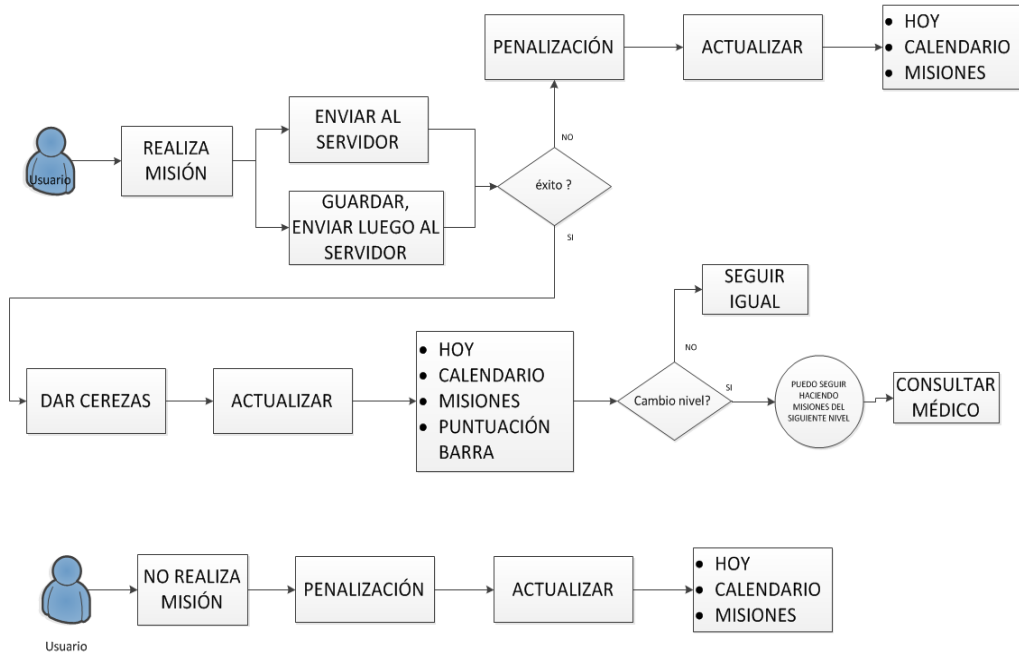 PENALIZACIÓN
ACTUALIZAR
• HOY
• CALENDARIO
• MISIONES
Usuario
REALIZA
MISIÓN
ENVIAR AL
SERVIDOR
GUARDAR,
ENVIAR LUEGO AL
SERVIDOR
éxito ?
NO
SI
DAR CEREZAS
ACTUALIZAR
• HOY
• CALENDARIO
• MISIONES
• PUNTUACIÓN
BARRA
Cambio nivel?
NO
SEGUIR
IGUAL
SI
PUEDO SEGUIR
HACIENDO
MISIONES DEL
SIGUIENTE NIVEL
CONSULTAR
MÉDICO
Usuario
NO REALIZA
MISIÓN
PENALIZACIÓN
ACTUALIZAR
• HOY
• CALENDARIO
• MISIONES